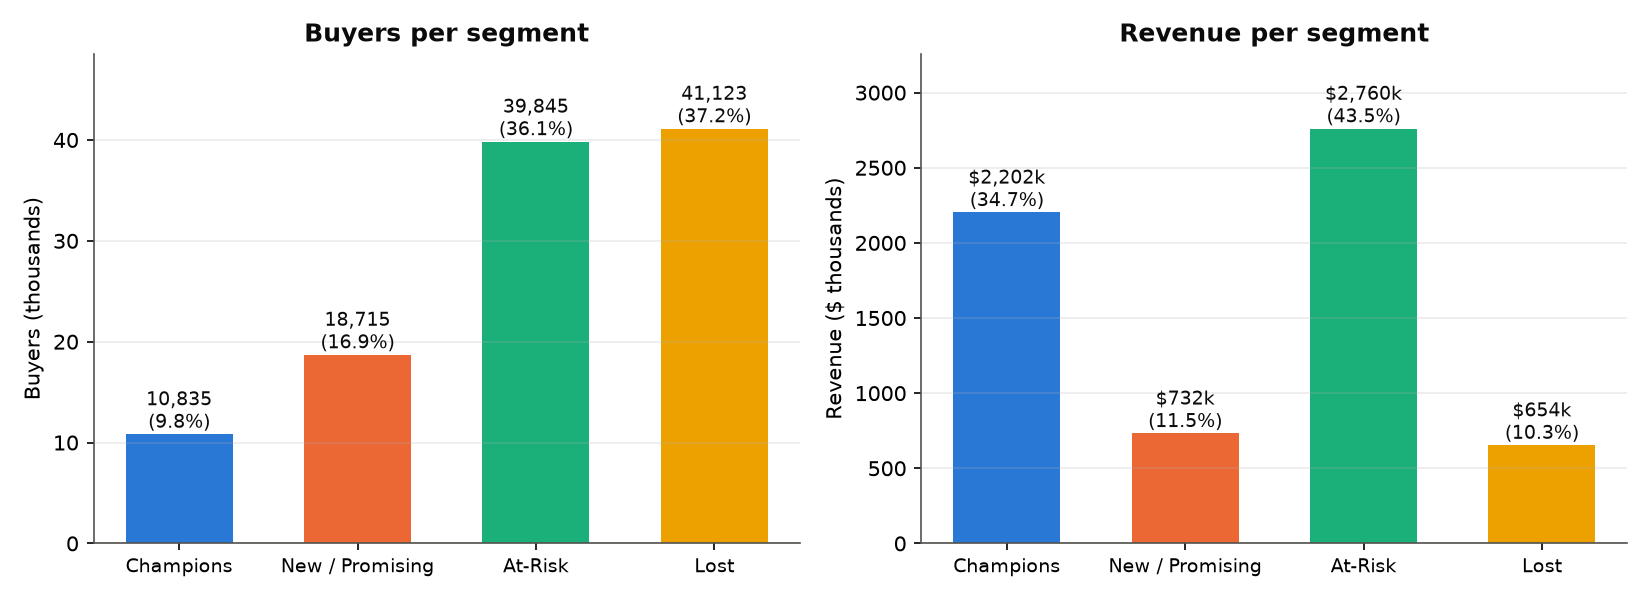 Buyers per segment
Buyers (thousands)
40
30
20
10
0
10,835
(9.8%)
18,715
(16.9%)
39,845
(36.1%)
41,123
(37.2%)
Champions
New / Promising
At-Risk
Lost
Revenue per segment
Revenue ($ thousands)
3000
2500
2000
1500
1000
500
0
$2,202k
(34.7%)
$732k
(11.5%)
$2,760k
(43.5%)
$654k
(10.3%)
Champions
New / Promising
At-Risk
Lost